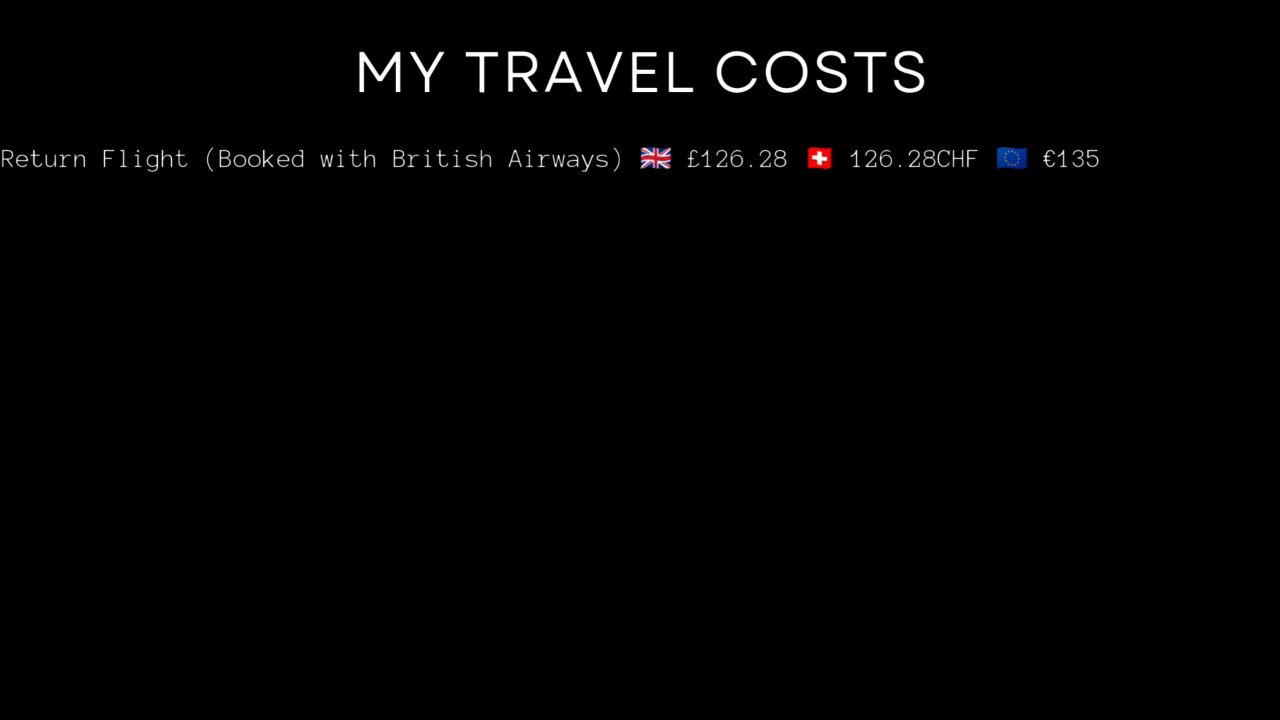 MY TRAVEL COSTS
Return Flight (Booked with British Airways) 🇬🇧 £126.28 🇨🇭 126.28CHF 🇪🇺 €135